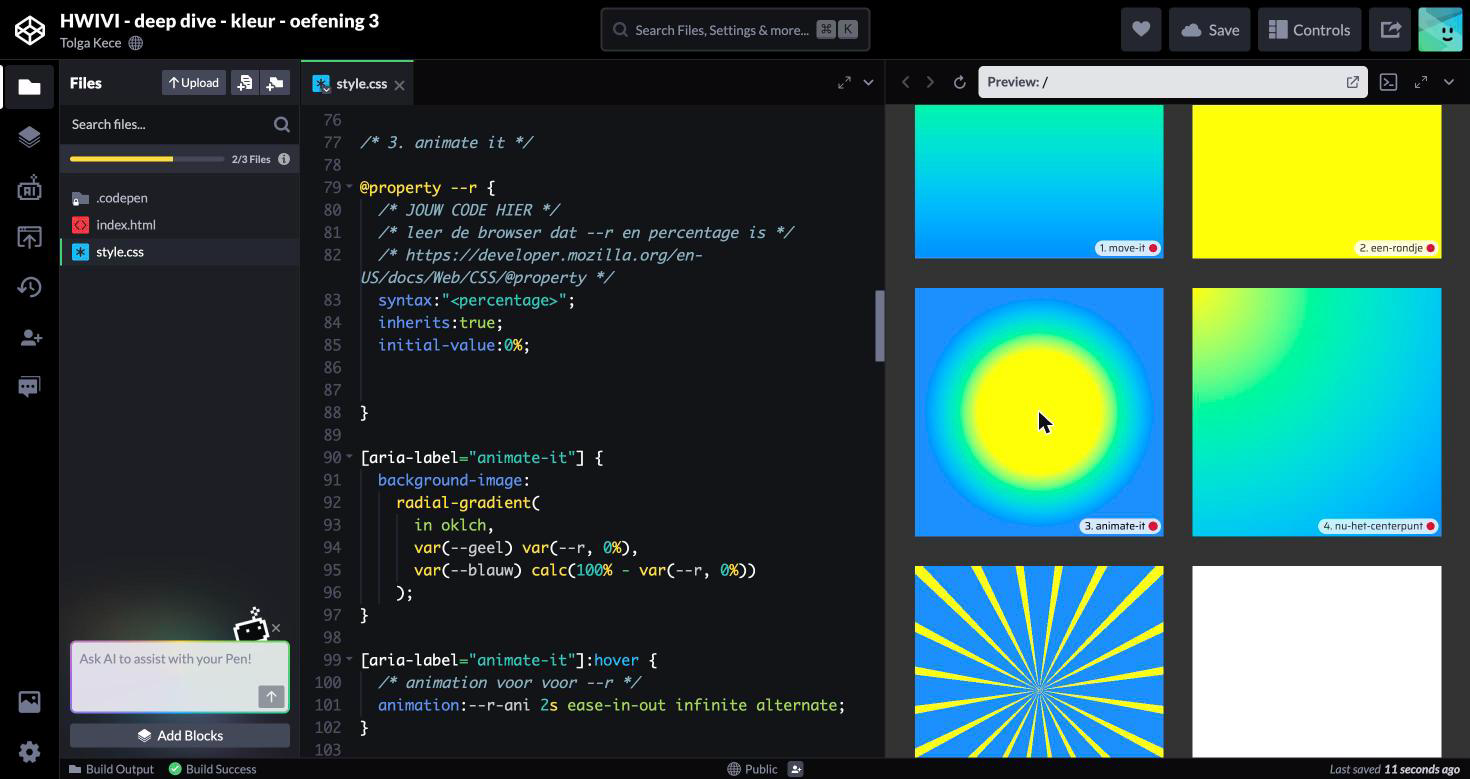 HWIVI - deep dive - kleur - oefening 3
Tolga Kece
Search Files, Settings & more... ⌘ K
Save
Controls
Files
Upload
Search files...
2/3 Files
.codepen
index.html
style.css
AI
Ask AI to assist with your Pen!
Add Blocks
style.css
76
77 /* 3. animate it */
78
79 @property --r {
80 /* JOUW CODE HIER */
81 /* leer de browser dat --r en percentage is */
82 /* https://developer.mozilla.org/en-
US/docs/Web/CSS/@property */
83 syntax:"<percentage>";
84 inherits:true;
85 initial-value:0%;
86
87
88 }
89
90 [aria-label="animate-it"] {
91 background-image:
92 radial-gradient(
93 in oklch,
94 var(--geel) var(--r, 0%),
95 var(--blauw) calc(100% - var(--r, 0%))
96 );
97 }
98
99 [aria-label="animate-it"]:hover {
100 /* animation voor voor --r */
101 animation:--r-ani 2s ease-in-out infinite alternate;
102 }
103
Preview: /
1. move-it
2. een-rondje
3. animate-it
4. nu-het-centerpunt
Build Output
Build Success
Public
Last saved 11 seconds ago